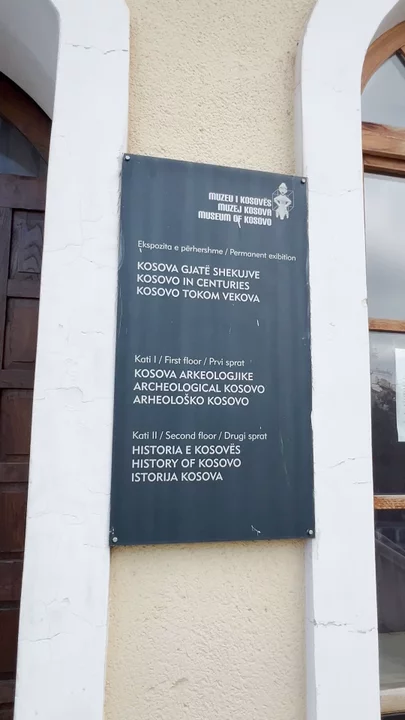 MUZEU I KOSOVËS
MUZEJ KOSOVA
MUSEUM OF KOSOVO
Ekspozita e përhershme / Permanent exibition
KOSOVA GJATË SHEKUJVE
KOSOVO IN CENTURIES
KOSOVO TOKOM VEKOVA
Kati I / First floor / Prvi sprat
KOSOVA ARKEOLOGJIKE
ARCHEOLOGICAL KOSOVO
ARHEOLOŠKO KOSOVO
Kati II / Second floor / Drugi sprat
HISTORIA E KOSOVËS
HISTORY OF KOSOVO
ISTORIJA KOSOVA